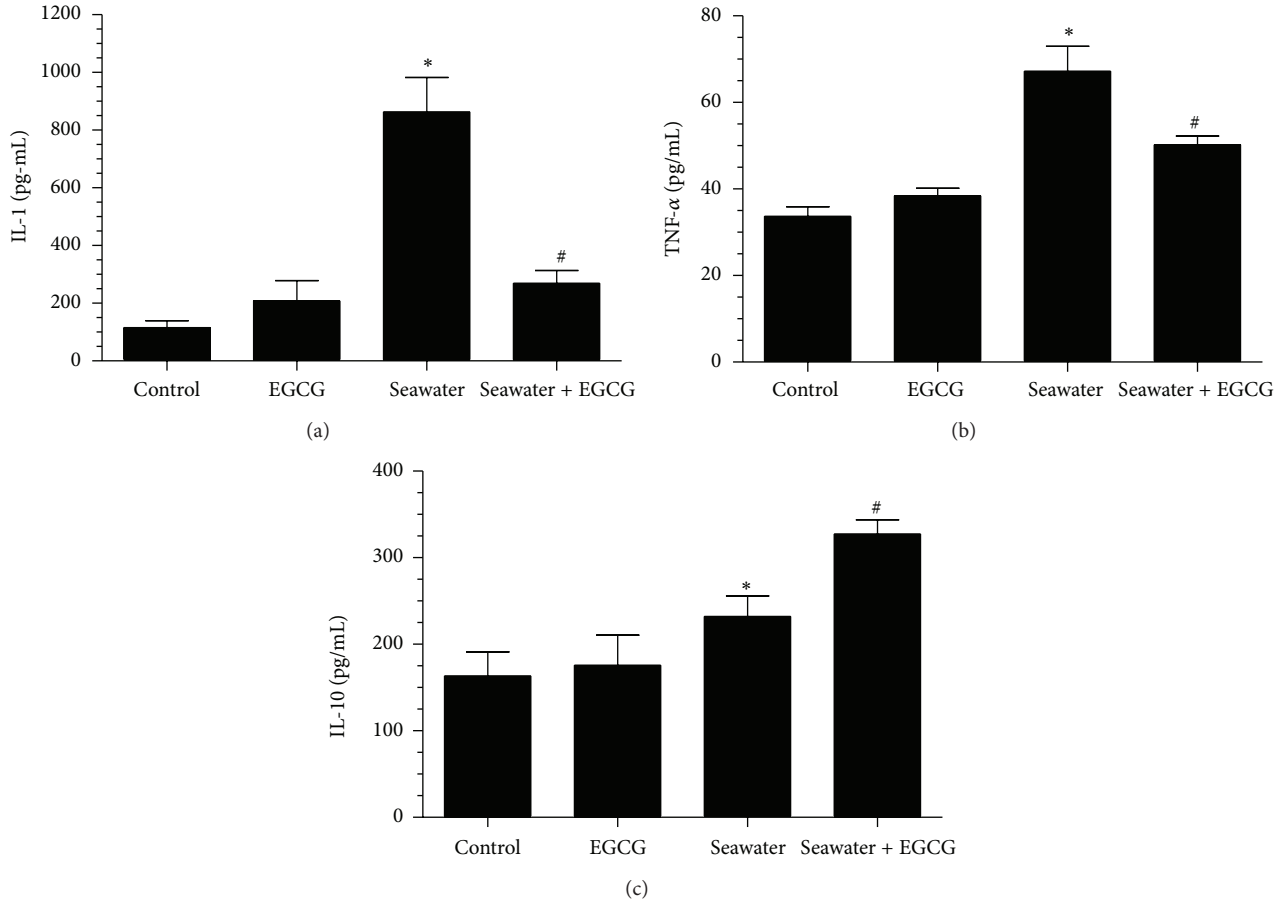 1200
1000
800
600
400
200
0
IL-1 (pg-mL)
*
#
Control EGCG Seawater Seawater + EGCG
(a)
80
60
40
20
0
TNF-α (pg/mL)
*
#
Control EGCG Seawater Seawater + EGCG
(b)
400
300
200
100
0
IL-10 (pg/mL)
*
#
Control EGCG Seawater Seawater + EGCG
(c)